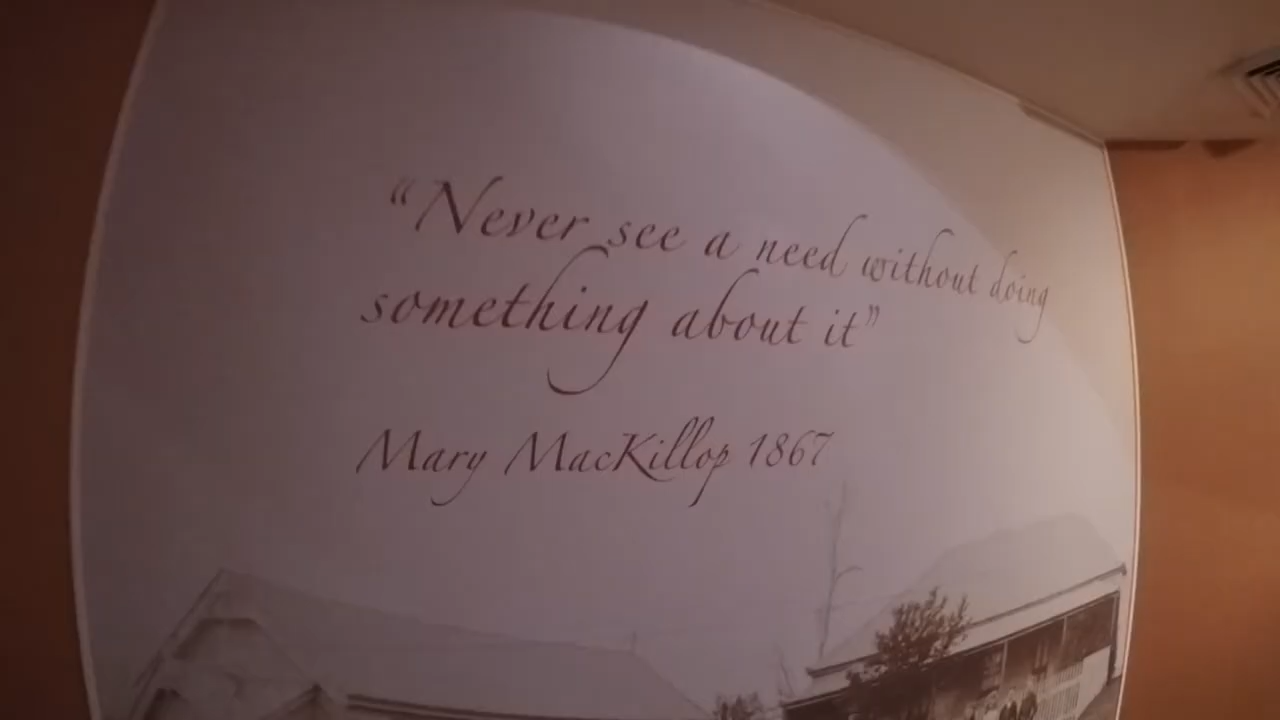 “Never see a need without doing
something about it”
Mary MacKillop 1867